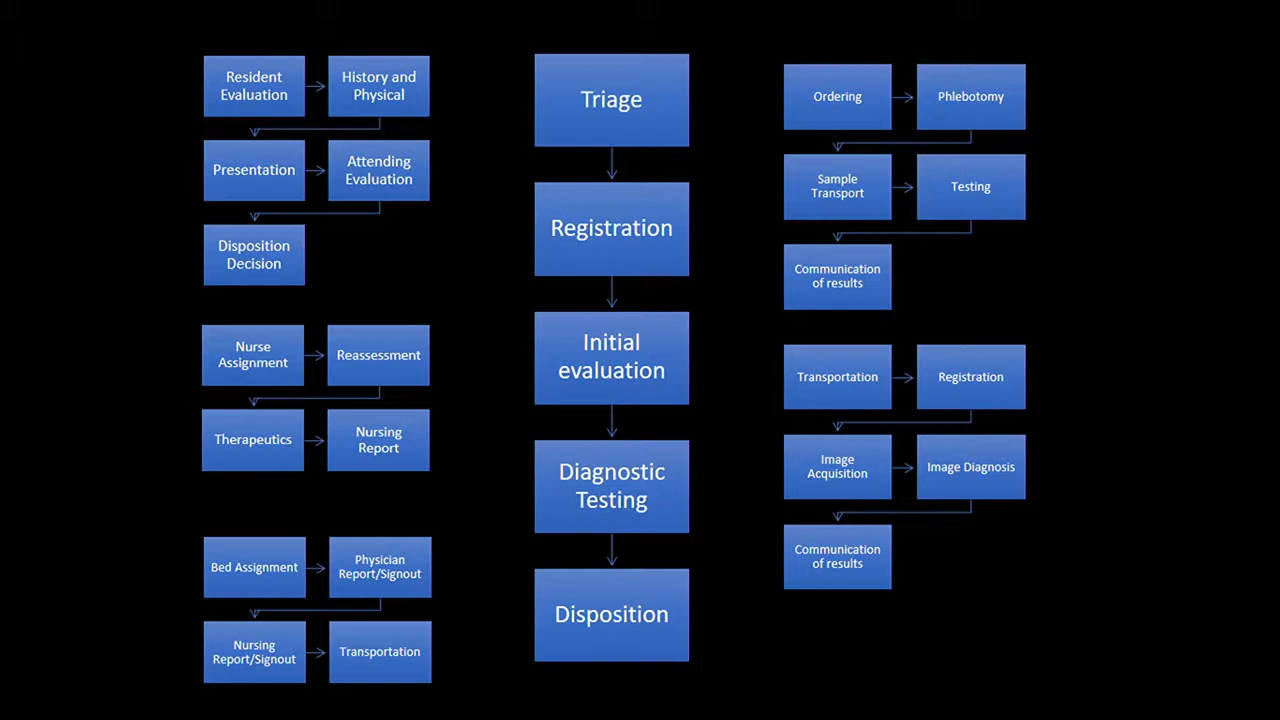 Resident
Evaluation
History and
Physical
Presentation
Attending
Evaluation
Disposition
Decision
Nurse
Assignment
Reassessment
Therapeutics
Nursing
Report
Bed Assignment
Physician
Report/Signout
Nursing
Report/Signout
Transportation
Triage
Registration
Initial
evaluation
Diagnostic
Testing
Disposition
Ordering
Phlebotomy
Sample
Transport
Testing
Communication
of results
Transportation
Registration
Image
Acquisition
Image Diagnosis
Communication
of results